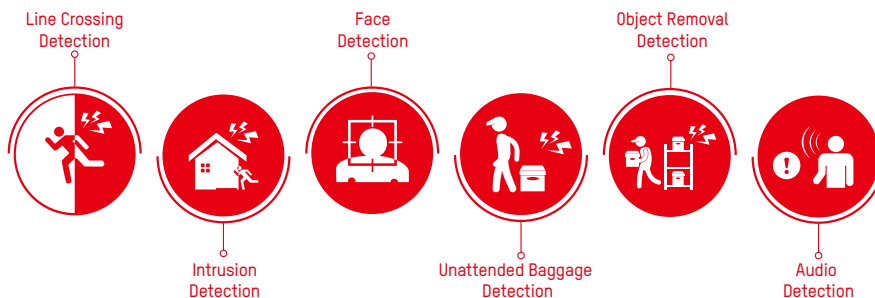 Line Crossing
Detection
Face
Detection
Object Removal
Detection
Intrusion
Detection
Unattended Baggage
Detection
Audio
Detection